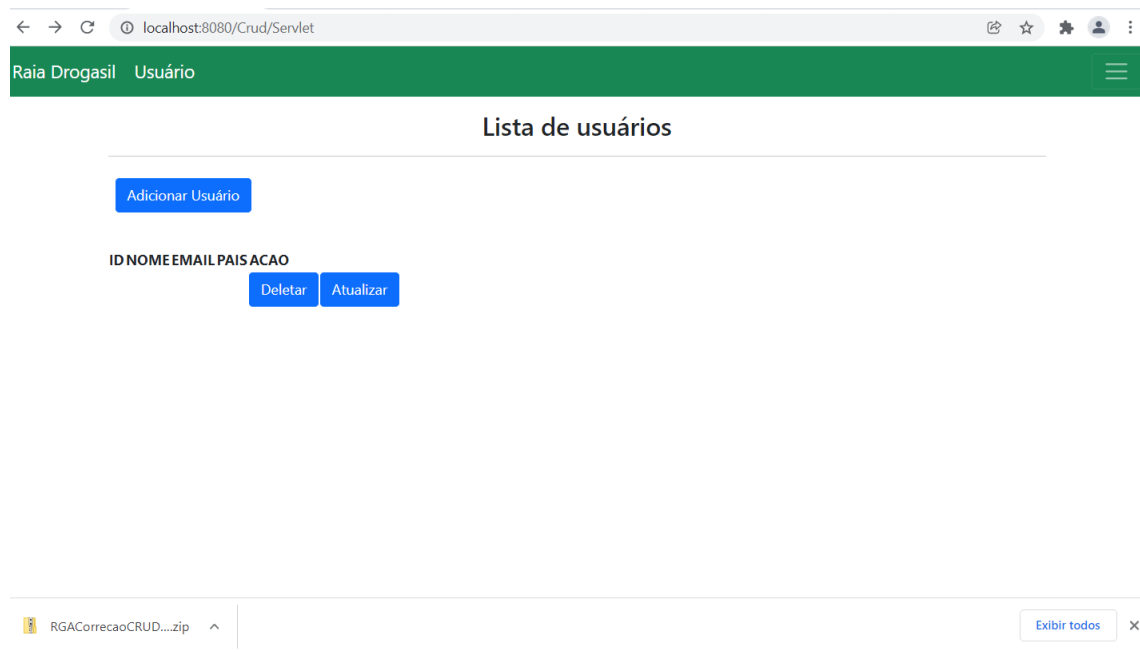 localhost:8080/Crud/Servlet
Raia Drogasil Usuário
Lista de usuários
Adicionar Usuário
ID NOME EMAIL PAIS ACAO
Deletar Atualizar
RGACorrecaoCRUD....zip Exibir todos